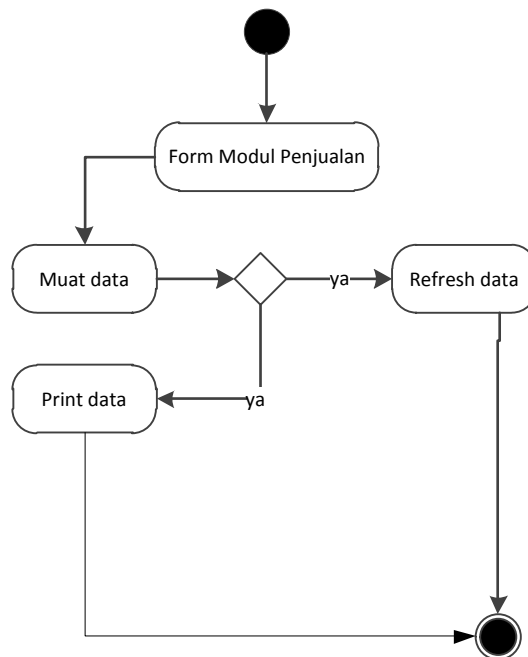 Form Modul Penjualan
Muat data
ya
Refresh data
Print data
ya